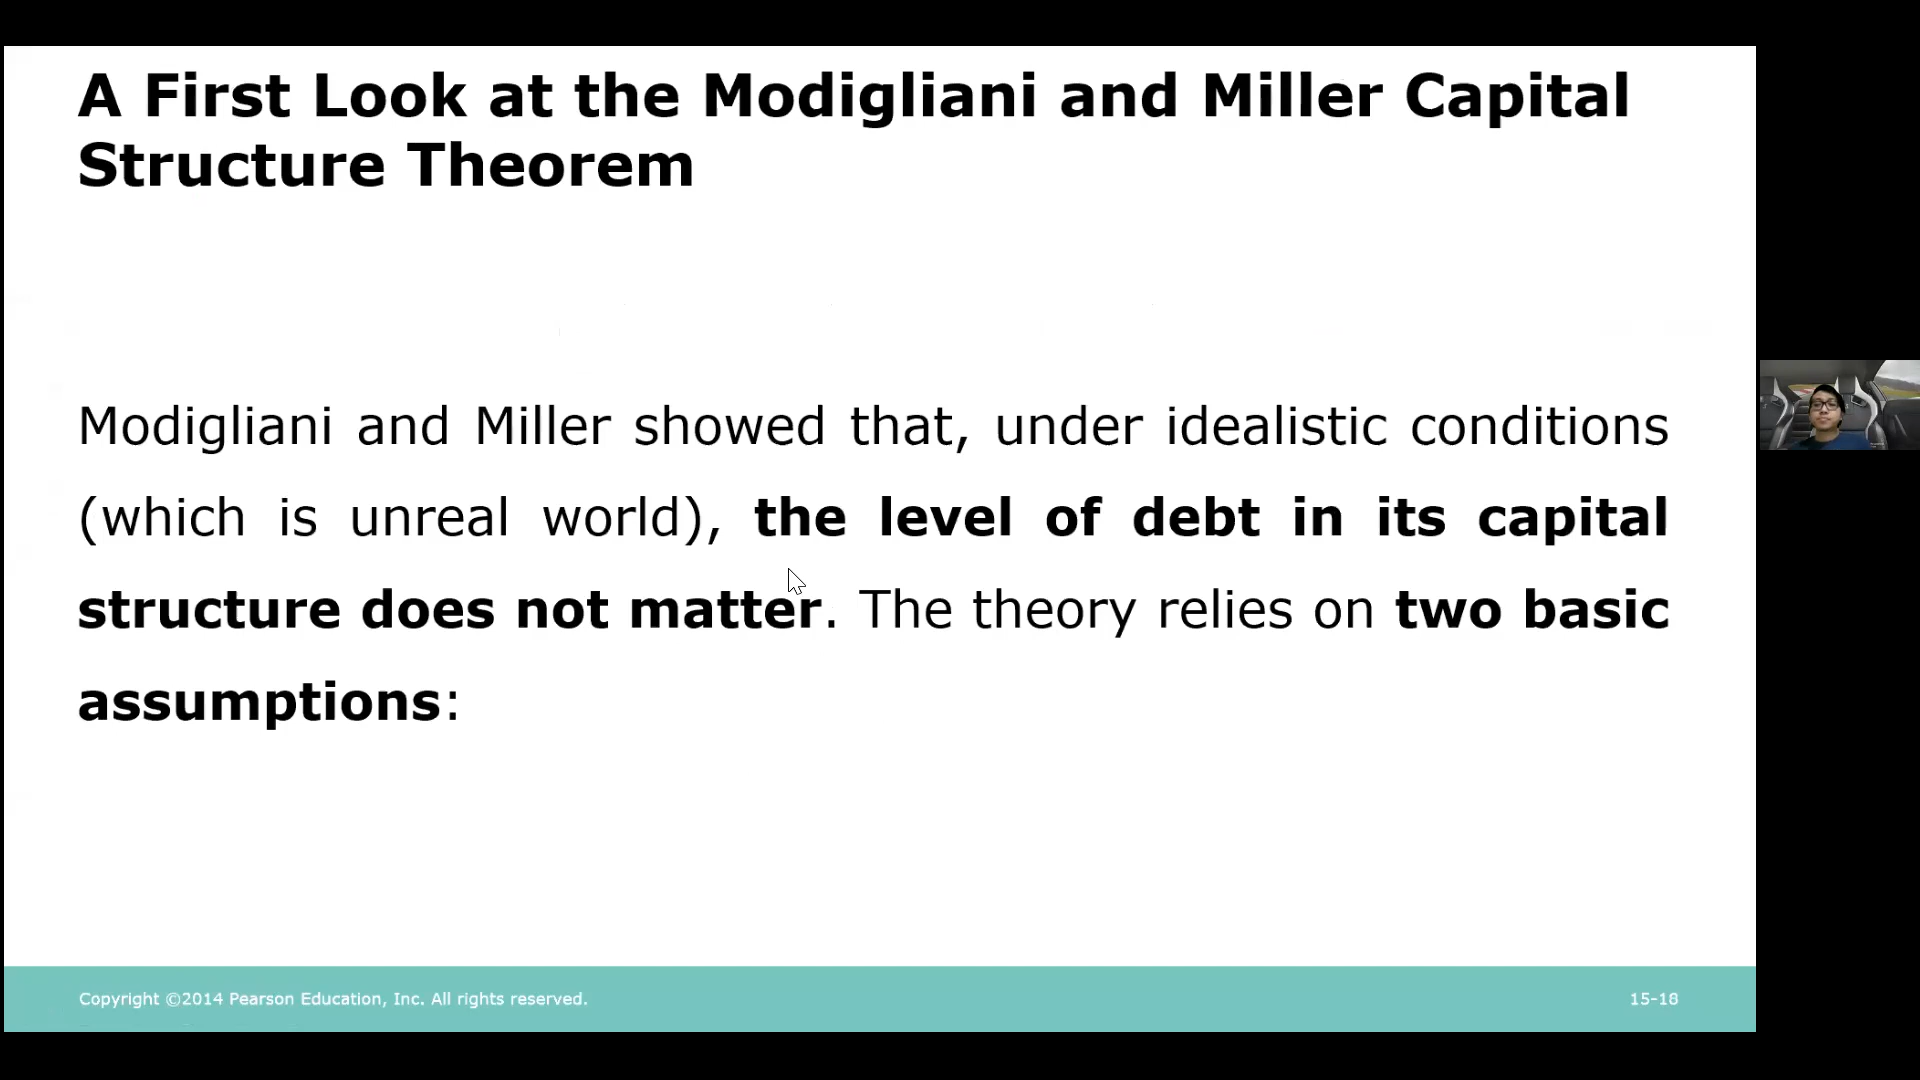 A First Look at the Modigliani and Miller Capital
Structure Theorem
Modigliani and Miller showed that, under idealistic conditions
(which is unreal world), the level of debt in its capital
structure does not matter. The theory relies on two basic
assumptions:
Copyright ©2014 Pearson Education, Inc. All rights reserved.
15-18